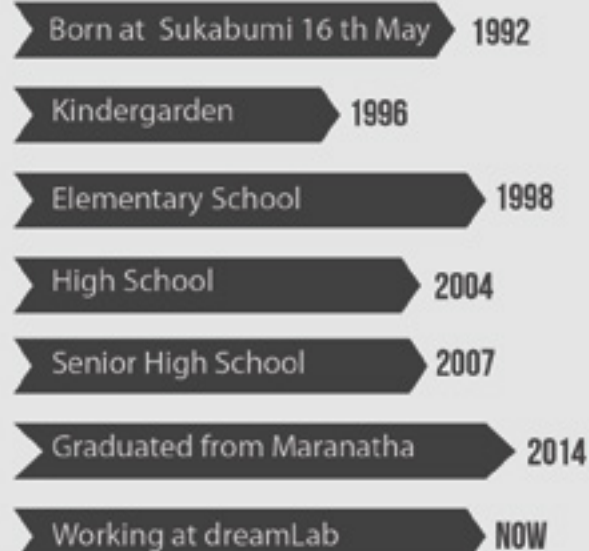 Born at Sukabumi 16 th May 1992
Kindergarden 1996
Elementary School 1998
High School 2004
Senior High School 2007
Graduated from Maranatha 2014
Working at dreamLab NOW